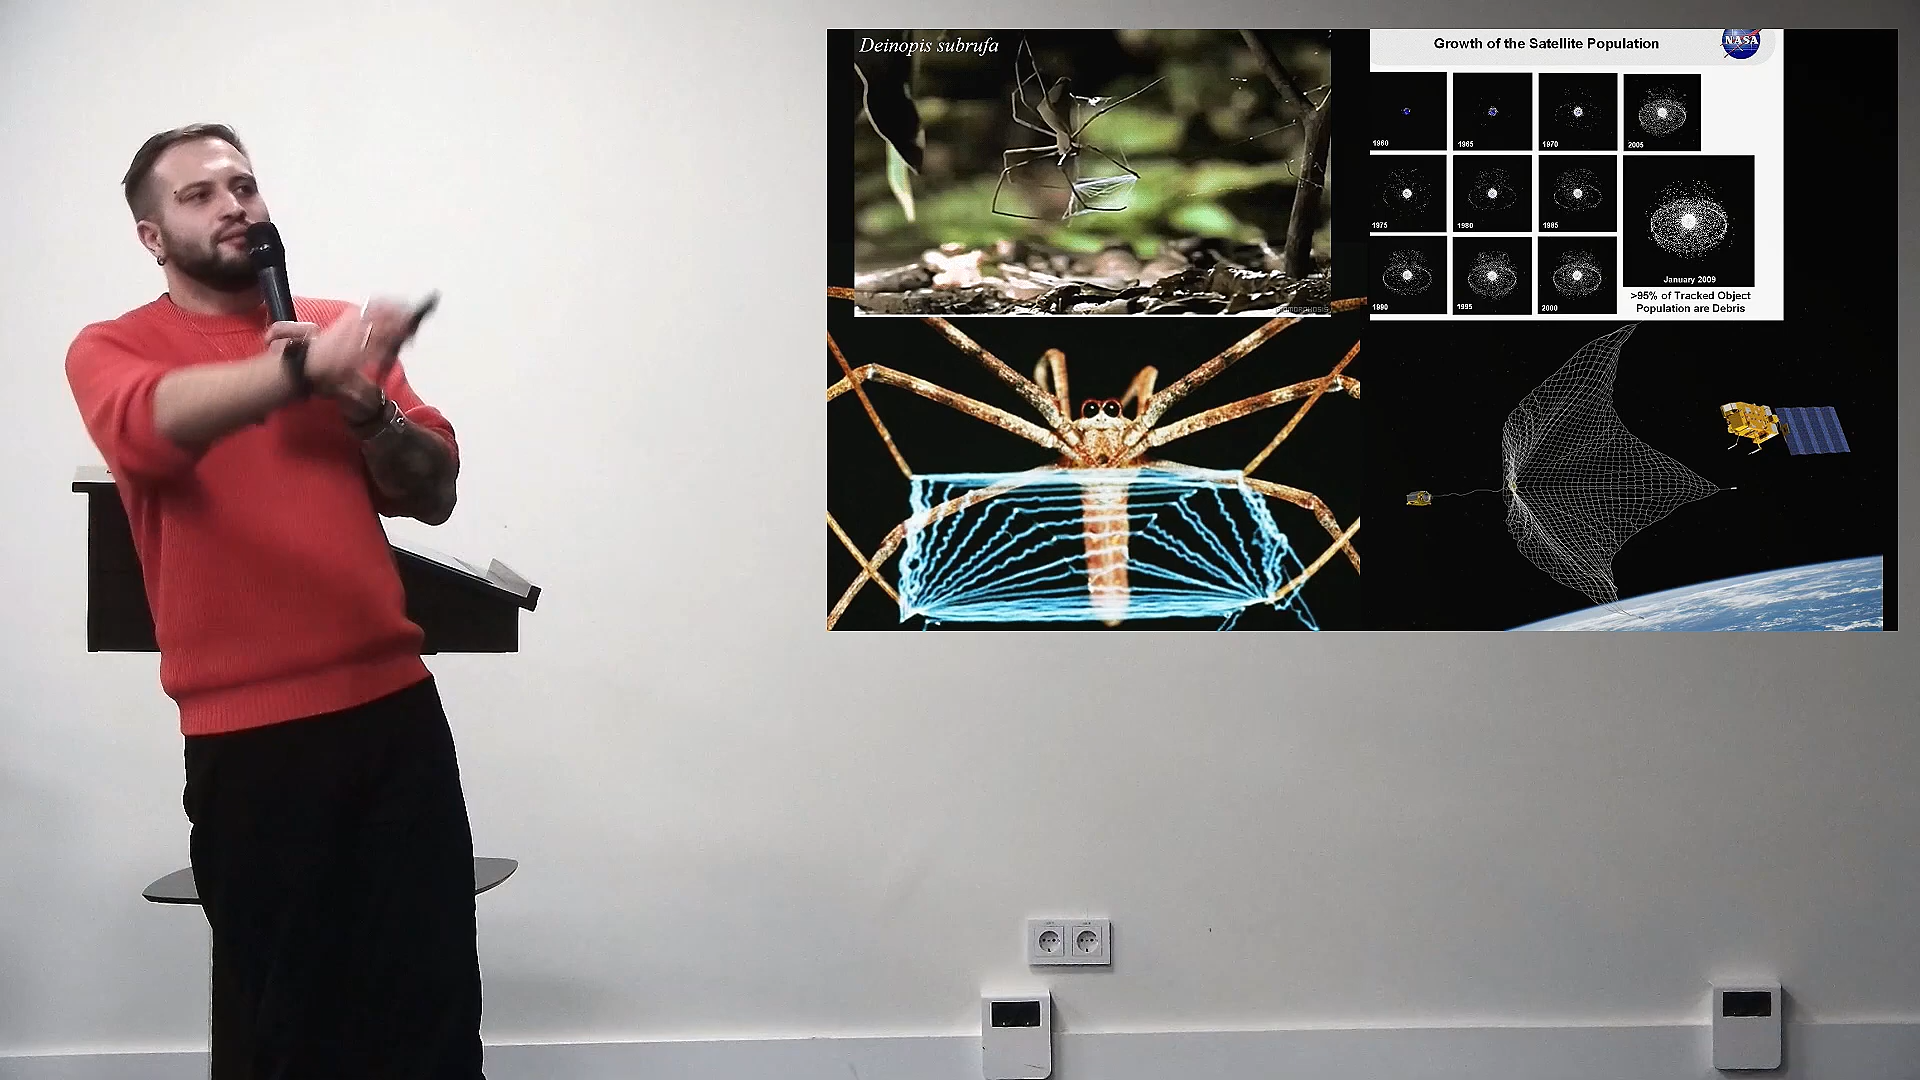 Deinopis subrufa
Growth of the Satellite Population
NASA
1960
1965
1970
2005
1975
1980
1985
1990
1995
2000
January 2009
>95% of Tracked Object
Population are Debris